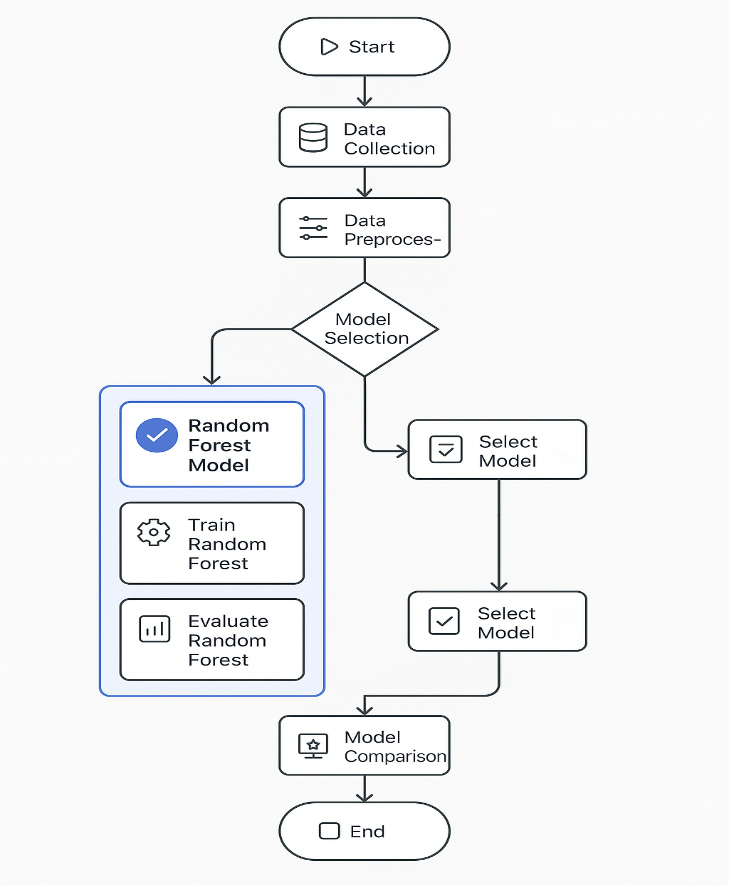 Start
Data
Collection
Data
Preproces-
Model
Selection
Random
Forest
Model
Train
Random
Forest
Evaluate
Random
Forest
Select
Model
Select
Model
Model
Comparison
End